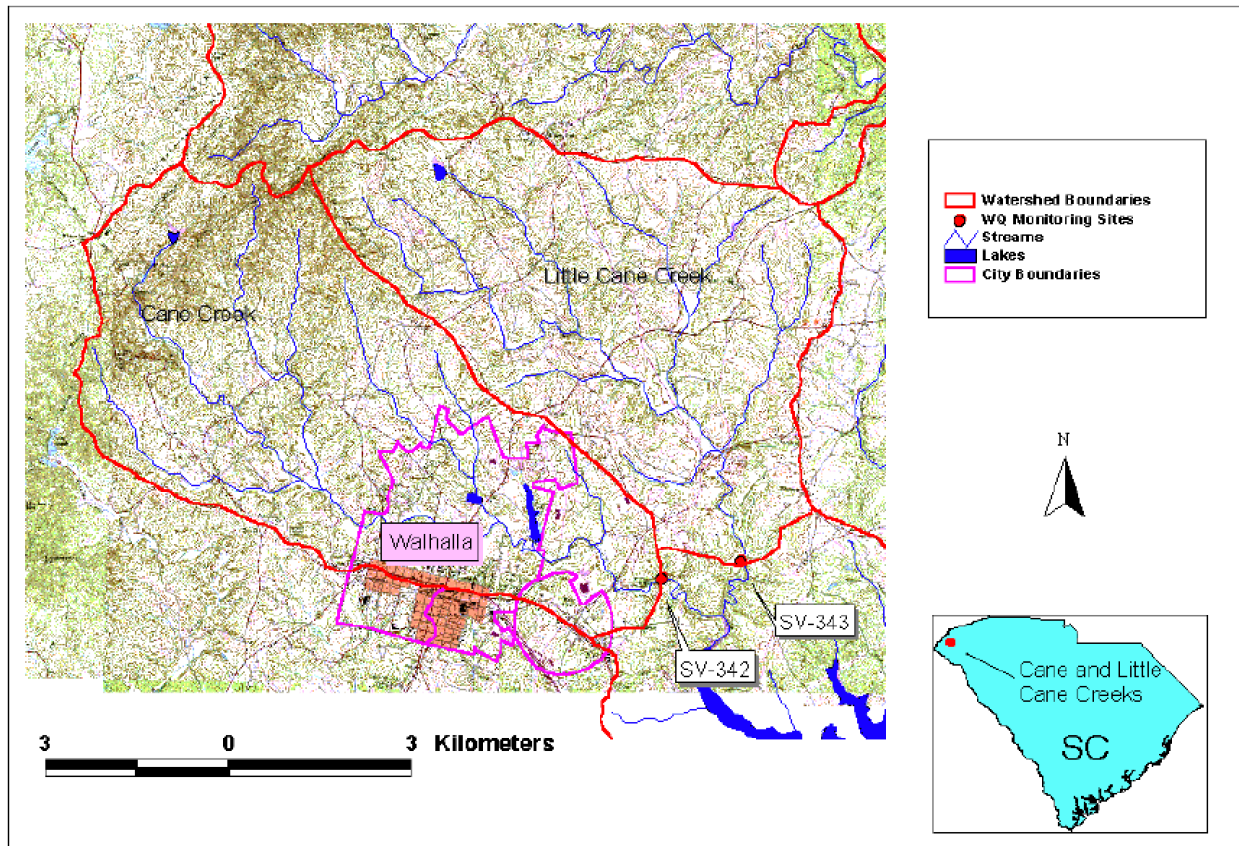 Little Cane Creek
Cane Creek
Walhalla
SV-343
SV-342
3 0 3 Kilometers
Watershed Boundaries
WQ Monitoring Sites
Streams
Lakes
City Boundaries
N
Cane and Little
Cane Creeks
SC